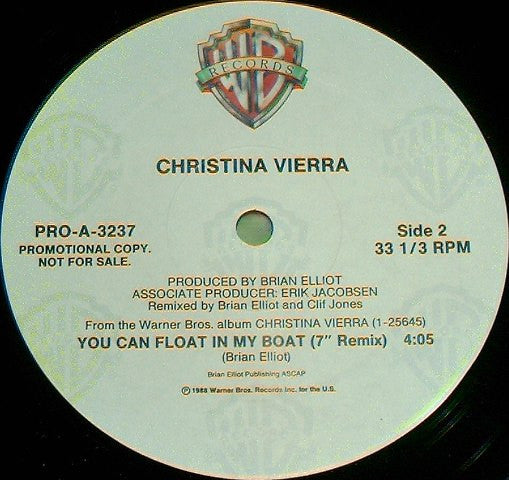 WB
RECORDS
CHRISTINA VIERRA
PRO-A-3237
PROMOTIONAL COPY.
NOT FOR SALE.
Side 2
33 1/3 RPM
PRODUCED BY BRIAN ELLIOT
ASSOCIATE PRODUCER: ERIK JACOBSEN
Remixed by Brian Elliot and Clif Jones
From the Warner Bros. album CHRISTINA VIERRA (1-25645)
YOU CAN FLOAT IN MY BOAT (7" Remix) 4:05
(Brian Elliot)
Brian Elliot Publishing ASCAP
℗ 1988 Warner Bros. Records Inc. for the U.S.